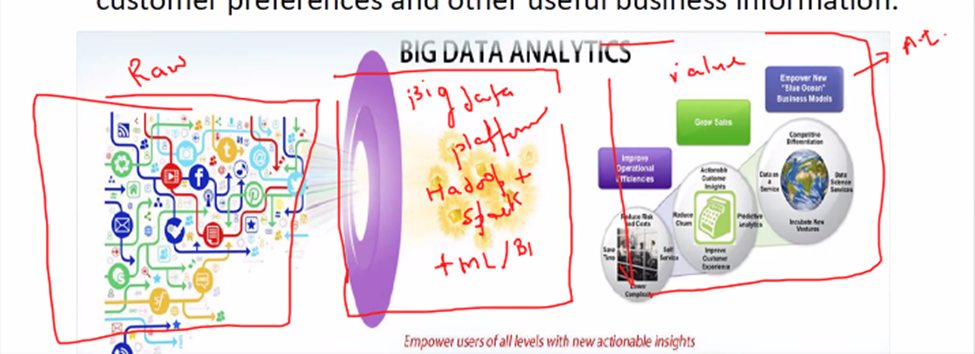 customer preferences and other useful business information.
BIG DATA ANALYTICS
Raw
Big data
platform
Hadoop +
Spark
+ ML/BI
value
Empower New
"Blue Ocean"
Business Models
Grow Sales
Improve
Operational
Efficiences
Competitive
Differentiation
Data as
a
Service
Data
Science
Services
Incubate New
Ventures
Actionable
Customer
Insights
Reduce
Churn
Predictive
Analytics
Improve
Customer
Experience
Reduce Risk
and Costs
Save
Time
Self
Service
Lower
Complexity
Empower users of all levels with new actionable insights